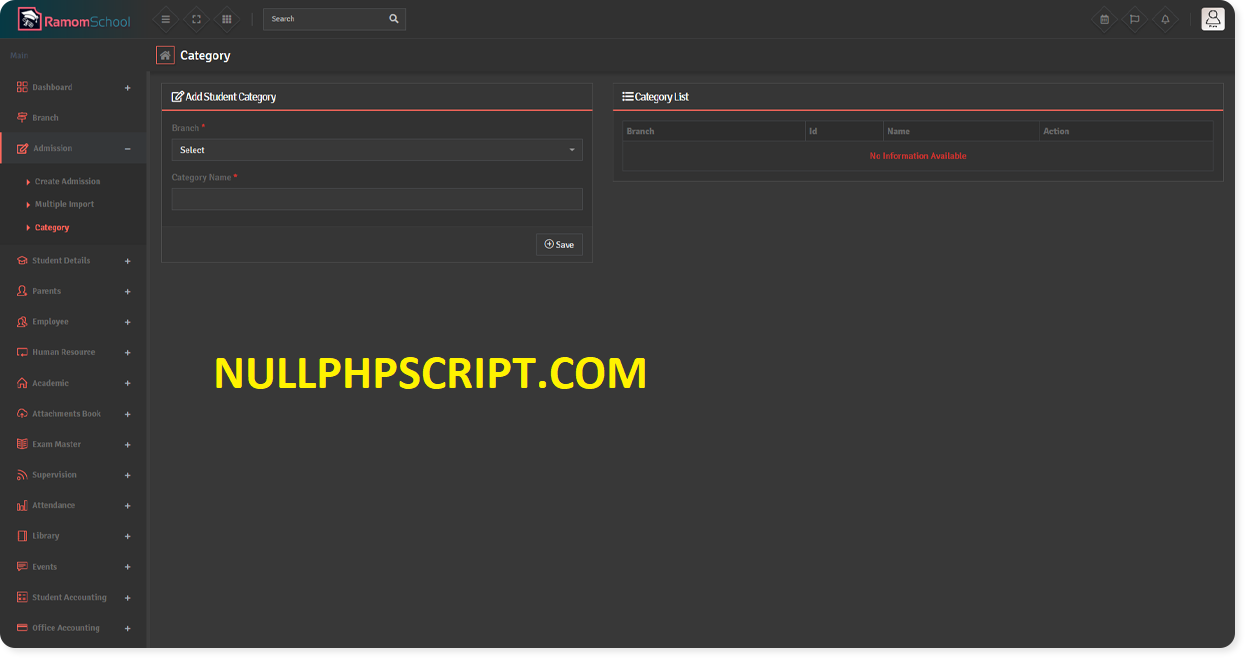 RamomSchool
Search
Main
Category
Dashboard
Branch
Admission
Create Admission
Multiple Import
Category
Student Details
Parents
Employee
Human Resource
Academic
Attachments Book
Exam Master
Supervision
Attendance
Library
Events
Student Accounting
Office Accounting
Add Student Category
Branch *
Select
Category Name *
Save
Category List
Branch Id Name Action
No Information Available
NULLPHPSCRIPT.COM